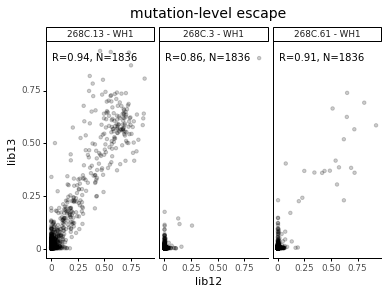 mutation-level escape
268C.13 - WH1 268C.3 - WH1 268C.61 - WH1
R=0.94, N=1836 R=0.86, N=1836 R=0.91, N=1836
0.75
0.50
0.25
0
lib13
0 0.25 0.50 0.75 0 0.25 0.50 0.75 0 0.25 0.50 0.75
lib12